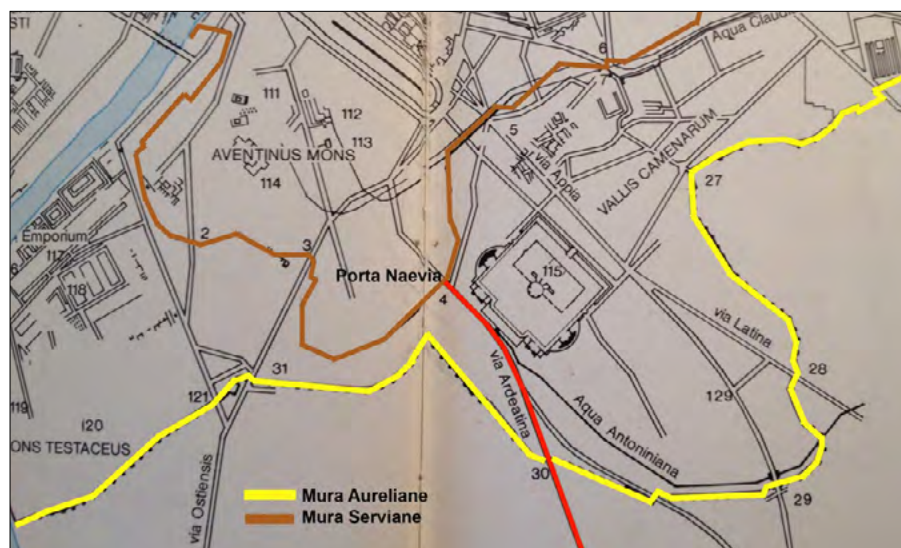 STI
6
Aqua Claud
111
112
113
5
AVENTINUS MONS
114
via Appia
VALLIS CAMENARUM
27
Emporium
117
2
3
6
118
Porta Naevia
115
4
via Latina
31
28
121
via Ardeatina
129
119
120
Aqua Antoniniana
ONS TESTACEUS
30
29
via Ostiensis
Mura Aureliane
Mura Serviane